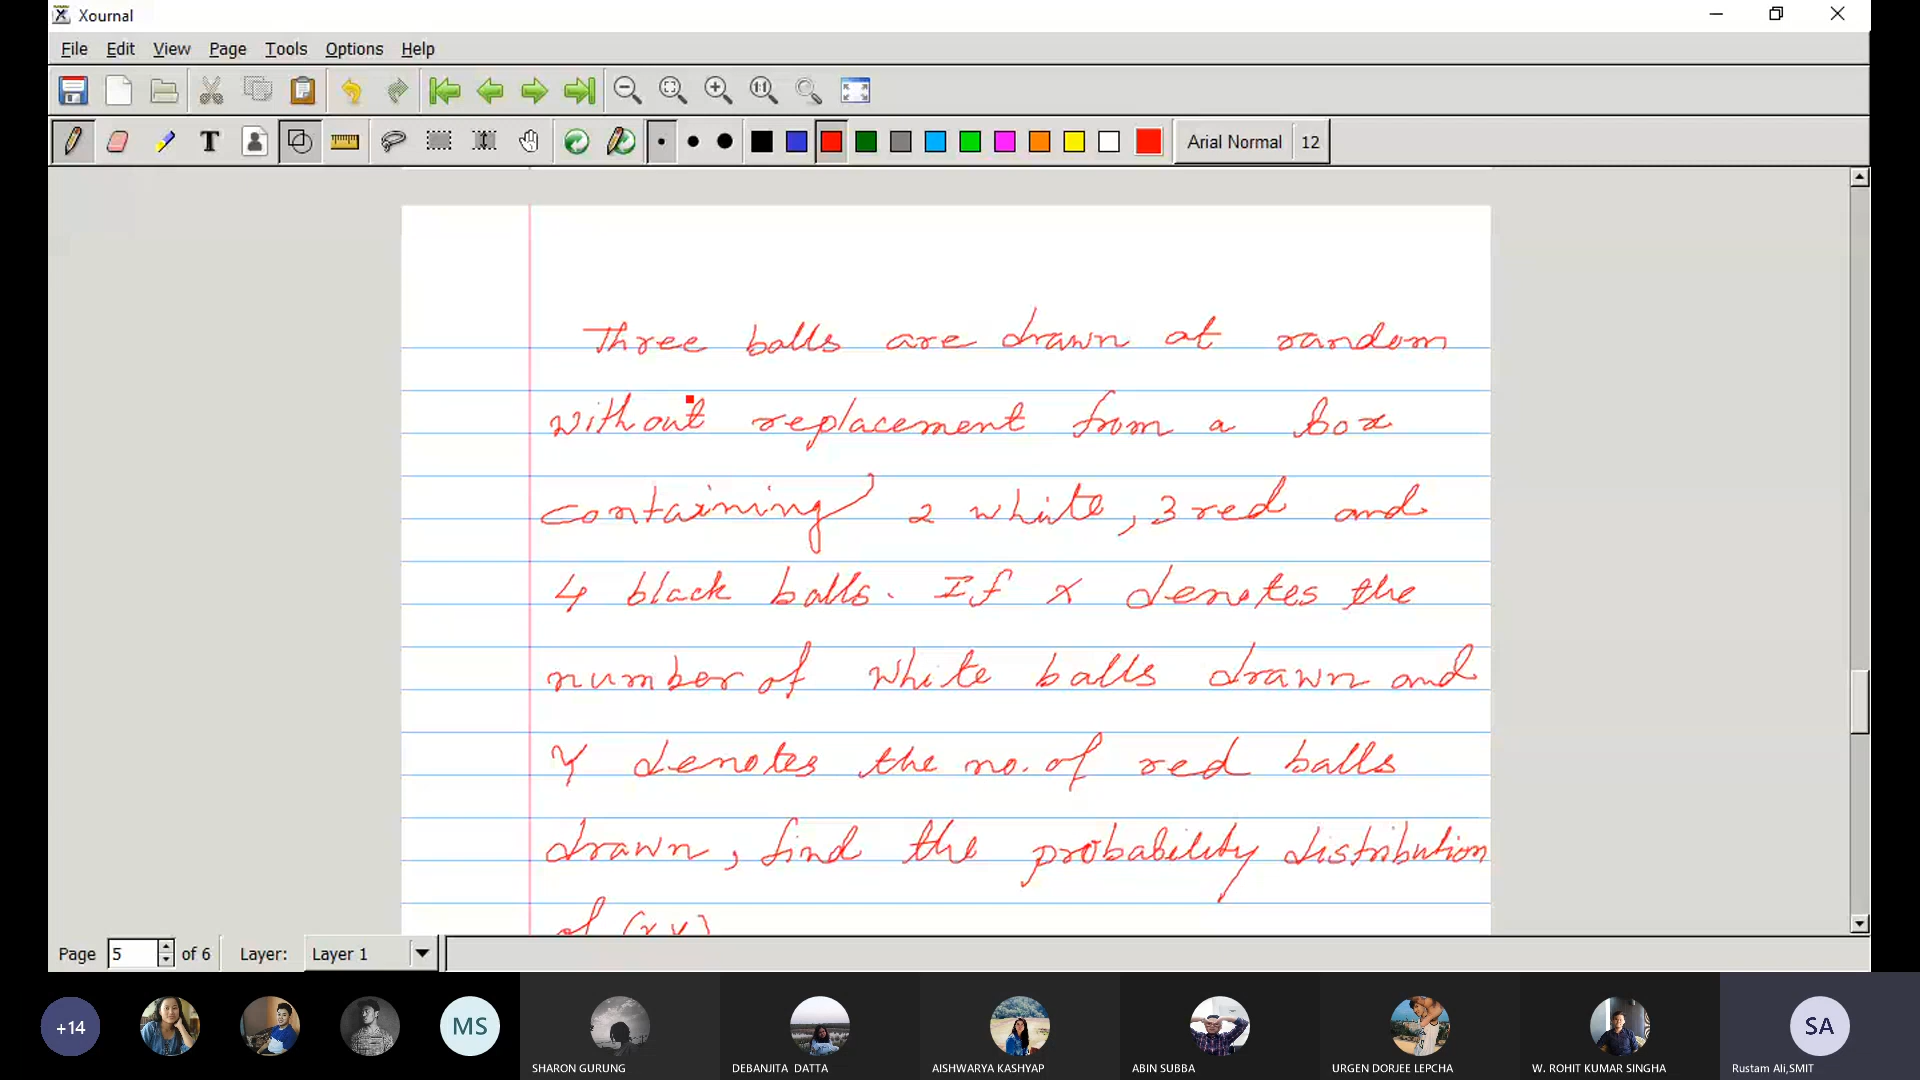 Xournal
File Edit View Page Tools Options Help
Arial Normal 12
Three balls are drawn at random
without replacement from a box
containing 2 white, 3 red and
4 black balls. If X denotes the
number of white balls drawn and
Y denotes the no. of red balls
drawn, find the probability distribution
of (X,Y)
Page 5 of 6 Layer: Layer 1
+14 MS SA
SHARON GURUNG DEBANJITA DATTA AISHWARYA KASHYAP ABIN SUBBA URGEN DORJEE LEPCHA W. ROHIT KUMAR SINGHA Rustam Ali,SMIT